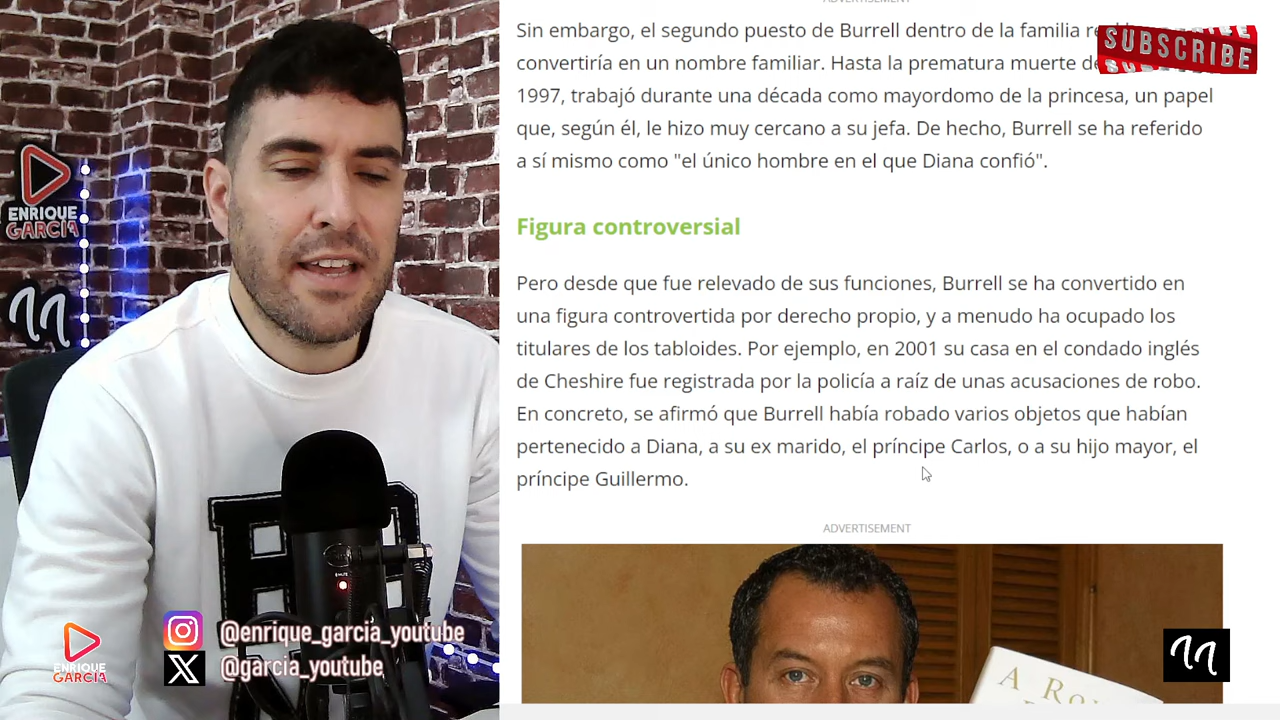 ADVERTISEMENT
Sin embargo, el segundo puesto de Burrell dentro de la familia
convertiría en un nombre familiar. Hasta la prematura muerte
1997, trabajó durante una década como mayordomo de la princesa, un papel
que, según él, le hizo muy cercano a su jefa. De hecho, Burrell se ha referido
a sí mismo como "el único hombre en el que Diana confió".
SUBSCRIBE
Figura controversial
Pero desde que fue relevado de sus funciones, Burrell se ha convertido en
una figura controvertida por derecho propio, y a menudo ha ocupado los
titulares de los tabloides. Por ejemplo, en 2001 su casa en el condado inglés
de Cheshire fue registrada por la policía a raíz de unas acusaciones de robo.
En concreto, se afirmó que Burrell había robado varios objetos que habían
pertenecido a Diana, a su ex marido, el príncipe Carlos, o a su hijo mayor, el
príncipe Guillermo.
ADVERTISEMENT
ENRIQUE
GARCIA
@enrique_garcia_youtube
@garcia_youtube
ENRIQUE
GARCIA